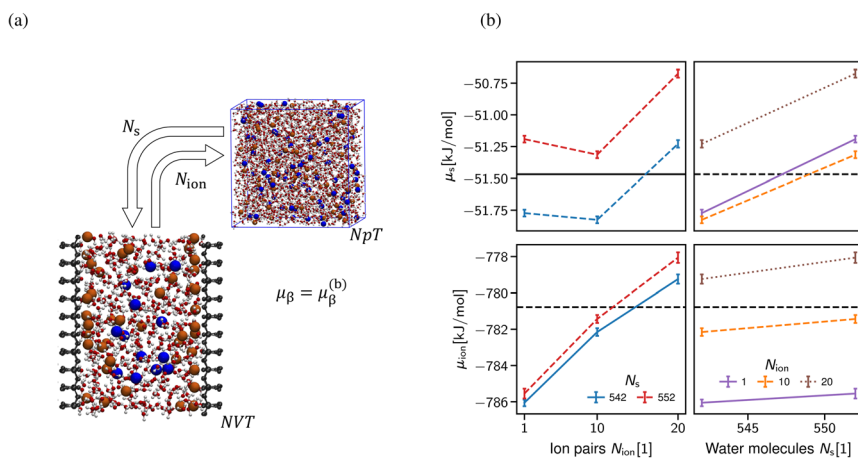 (a)
(b)
N_s
N_ion
NpT
μ_β = μ_β^(b)
NVT
μ_s[kJ/mol]
−50.75
−51.00
−51.25
−51.50
−51.75
μ_ion[kJ/mol]
−778
−780
−782
−784
−786
N_s
542 552
1 10 20
Ion pairs N_ion[1]
N_ion
1 10 20
545 550
Water molecules N_s[1]